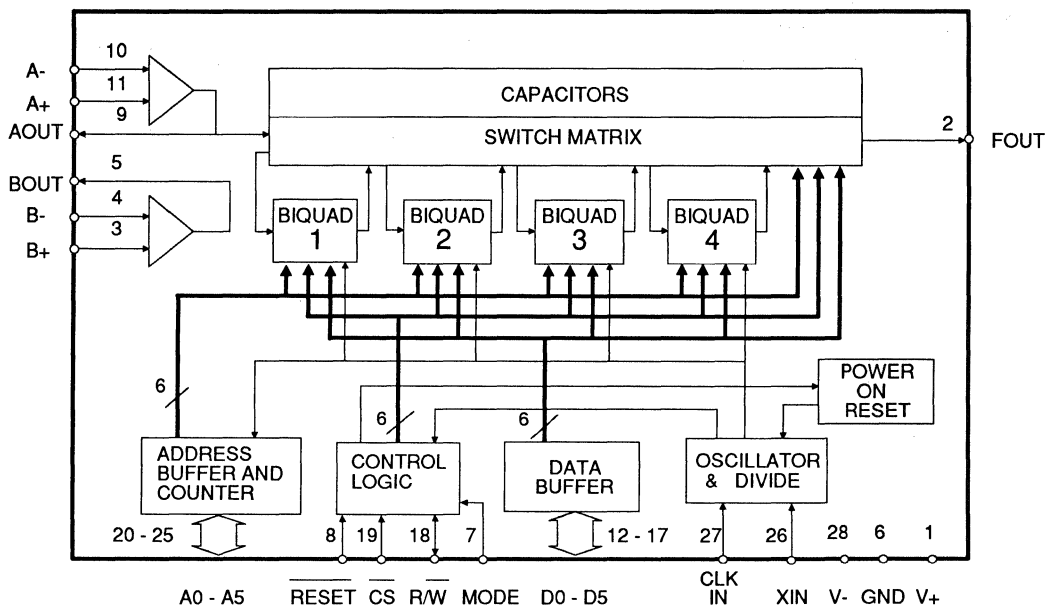 10
A-
11
A+
9
AOUT
5
BOUT
4
B-
3
B+
CAPACITORS
SWITCH MATRIX
2
FOUT
BIQUAD
1
BIQUAD
2
BIQUAD
3
BIQUAD
4
6
6
6
POWER
ON
RESET
ADDRESS
BUFFER AND
COUNTER
CONTROL
LOGIC
DATA
BUFFER
OSCILLATOR
& DIVIDE
20 - 25
8
19
18
7
12 - 17
27
26
28
6
1
A0 - A5
RESET
CS
R/W
MODE
D0 - D5
CLK
IN
XIN
V-
GND
V+